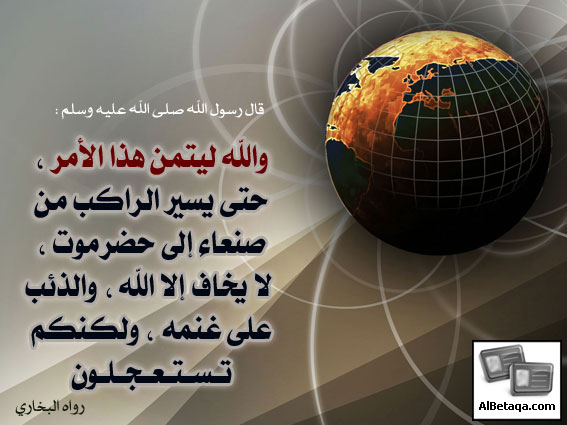 قال رسول الله صلى الله عليه وسلم :
والله ليتمن هذا الأمر ،
حتى يسير الراكب من
صنعاء إلى حضرموت ،
لا يخاف إلا الله ، والذئب
على غنمه ، ولكنكم
تستعجلون
رواه البخاري
AlBetaqa.com